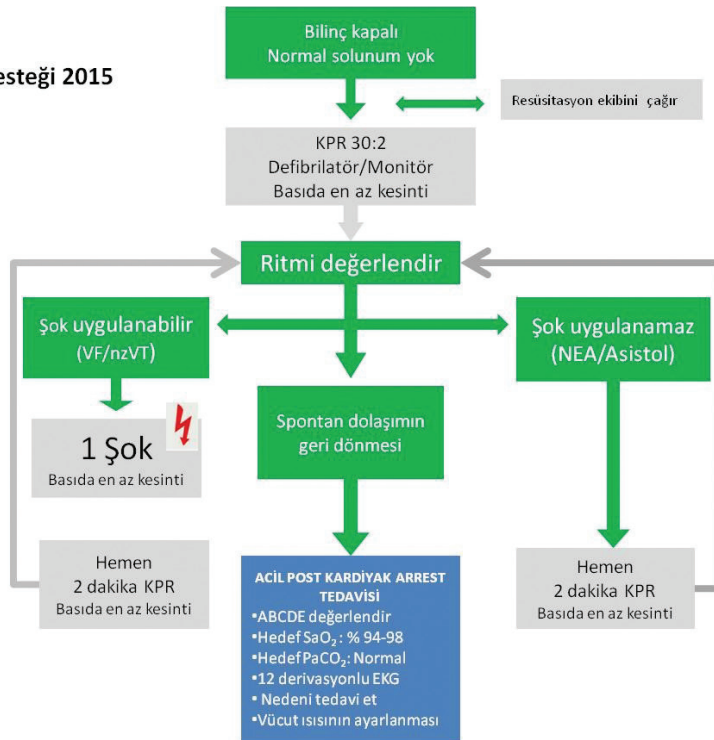 Bilinç kapalı
Normal solunum yok
esteği 2015
Resüsitasyon ekibini çağır
KPR 30:2
Defibrilatör/Monitör
Basıda en az kesinti
Ritmi değerlendir
Şok uygulanabilir
(VF/nzVT)
Şok uygulanamaz
(NEA/Asistol)
1 Şok
Basıda en az kesinti
Spontan dolaşımın
geri dönmesi
Hemen
2 dakika KPR
Basıda en az kesinti
ACİL POST KARDİYAK ARREST
TEDAVİSİ
•ABCDE değerlendir
•Hedef SaO₂: % 94-98
•Hedef PaCO₂: Normal
•12 derivasyonlu EKG
• Nedeni tedavi et
•Vücut ısısının ayarlanması
Hemen
2 dakika KPR
Basıda en az kesinti